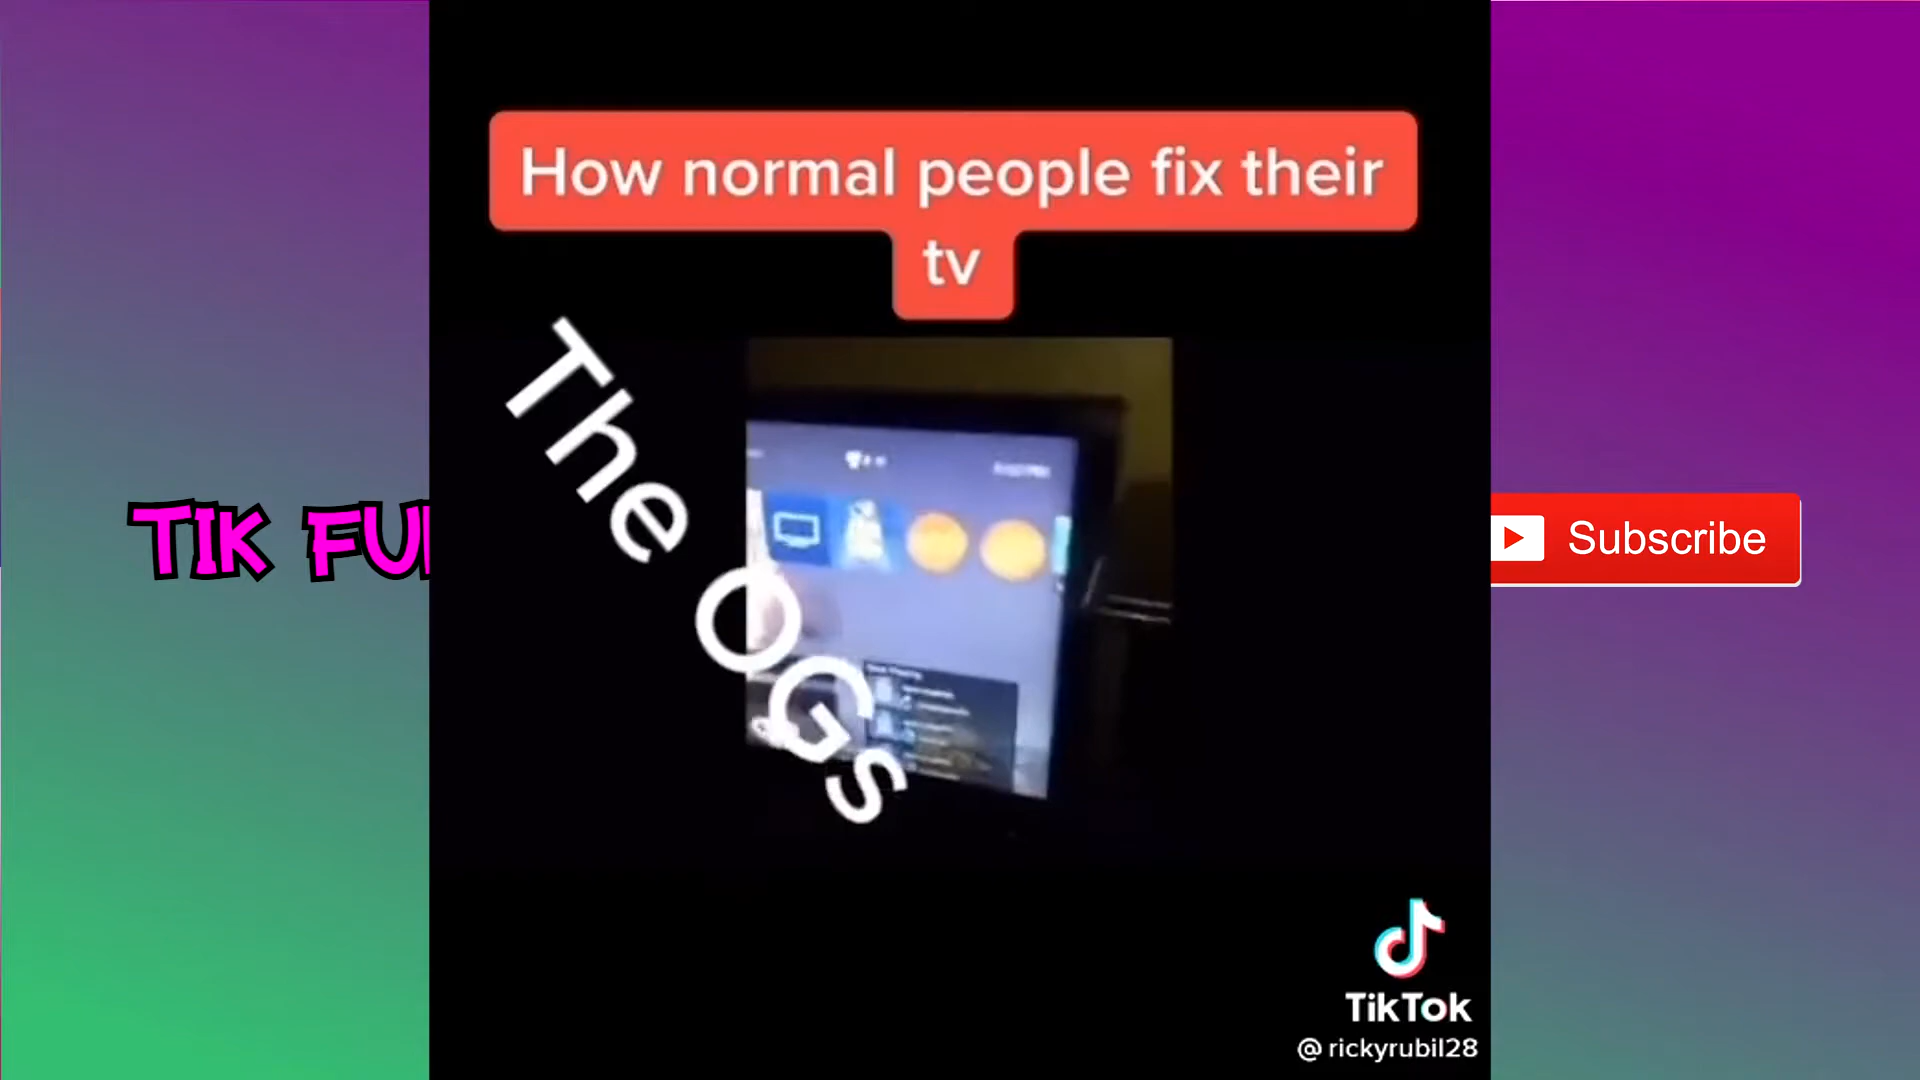 How normal people fix their
tv
The OGs
TIK FU
Subscribe
TikTok
@rickyrubil28